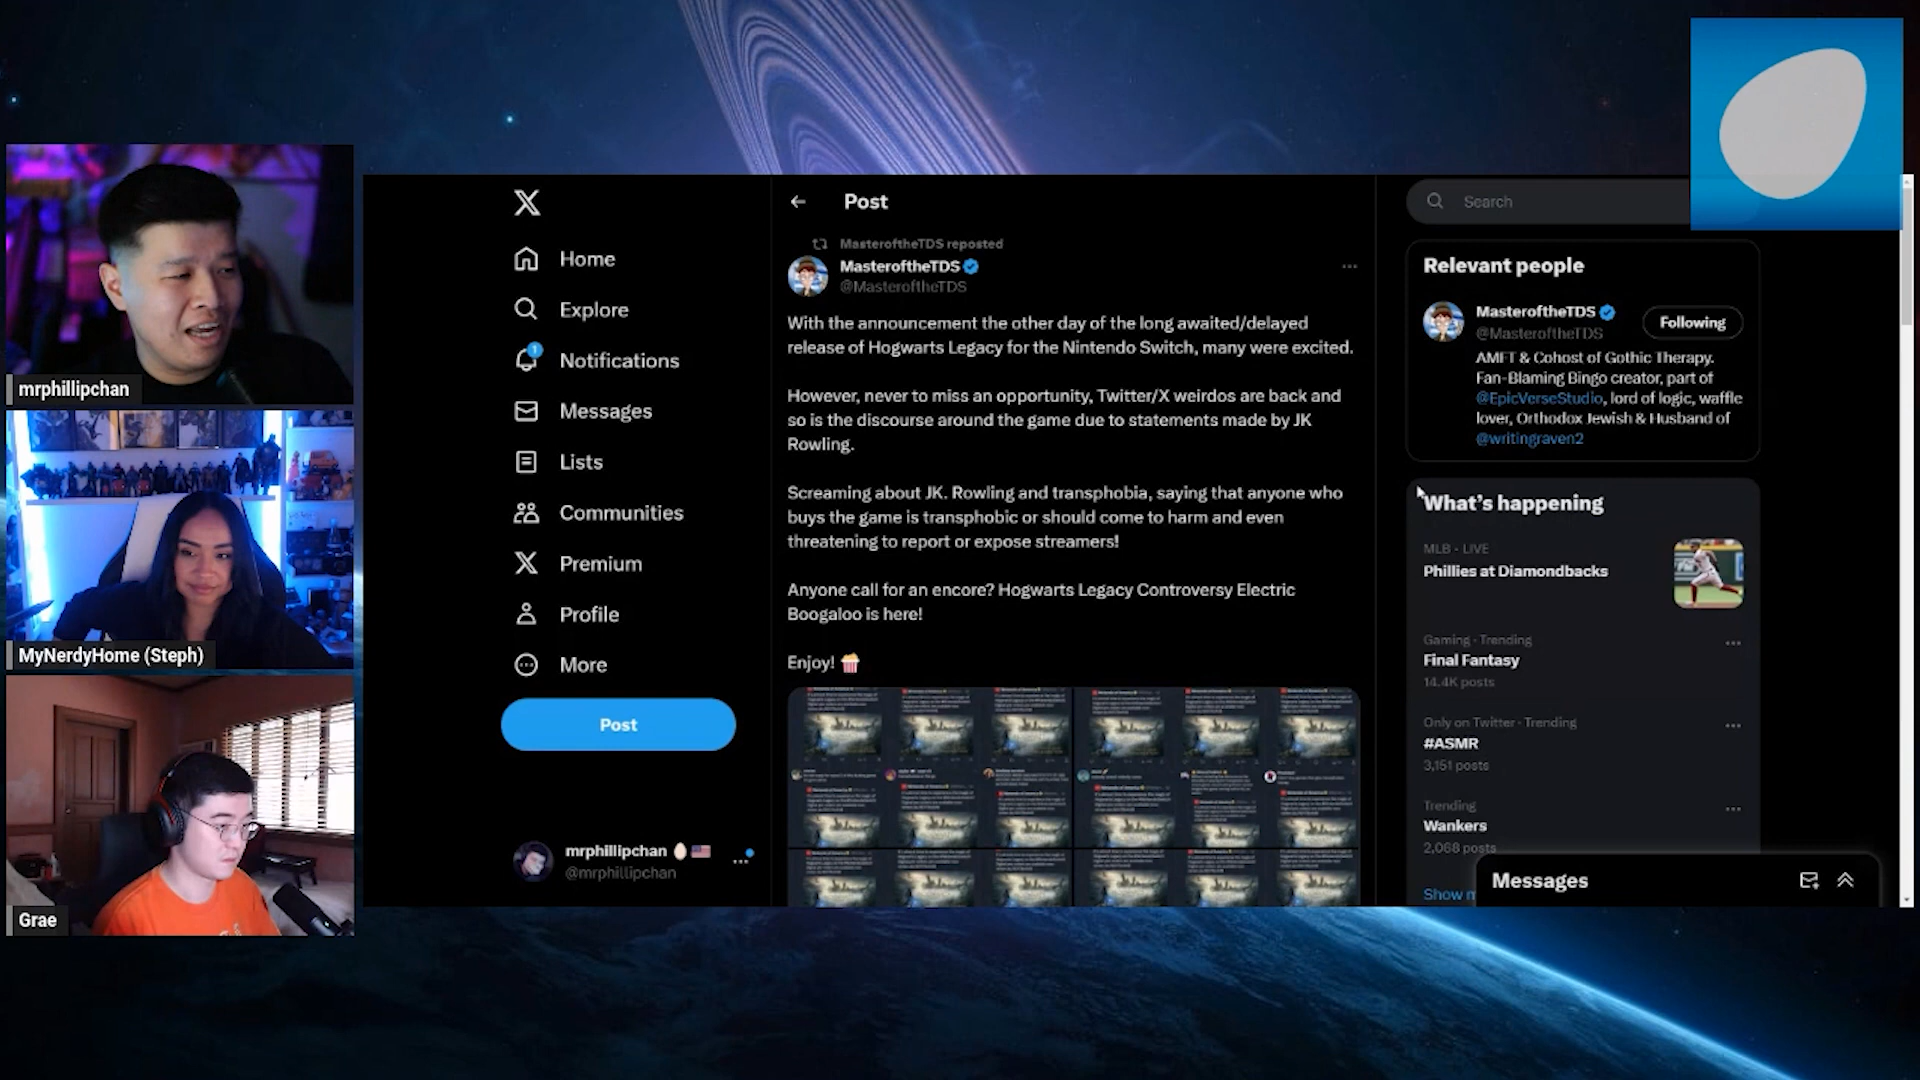 mrphillipchan
MyNerdyHome (Steph)
Grae
Home
Explore
1
Notifications
Messages
Lists
Communities
Premium
Profile
More
Post
mrphillipchan
@mrphillipchan
Post
MasteroftheTDS reposted
MasteroftheTDS
@MasteroftheTDS
With the announcement the other day of the long awaited/delayed
release of Hogwarts Legacy for the Nintendo Switch, many were excited.
However, never to miss an opportunity, Twitter/X weirdos are back and
so is the discourse around the game due to statements made by JK
Rowling.
Screaming about JK. Rowling and transphobia, saying that anyone who
buys the game is transphobic or should come to harm and even
threatening to report or expose streamers!
Anyone call for an encore? Hogwarts Legacy Controversy Electric
Boogaloo is here!
Enjoy! 🍿
Search
Relevant people
MasteroftheTDS
@MasteroftheTDS
Following
AMFT & Cohost of Gothic Therapy.
Fan-Blaming Bingo creator, part of
@EpicVerseStudio, lord of logic, waffle
lover, Orthodox Jewish & Husband of
@writingraven2
What's happening
MLB · LIVE
Phillies at Diamondbacks
Gaming · Trending
Final Fantasy
14.4K posts
Only on Twitter · Trending
#ASMR
3,151 posts
Trending
Wankers
2,068 posts
Show
Messages